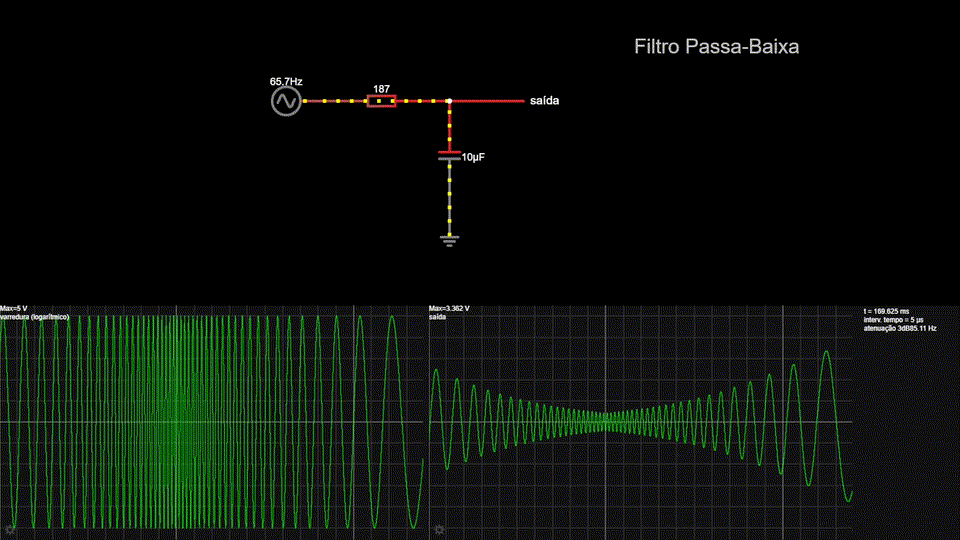 Filtro Passa-Baixa
65.7Hz
187
saída
10µF
Max=5 V
varredura (logarítmico)
Max=3.362 V
saída
t = 169.625 ms
interv. tempo = 5 µs
atenuação 3dB85.11 Hz